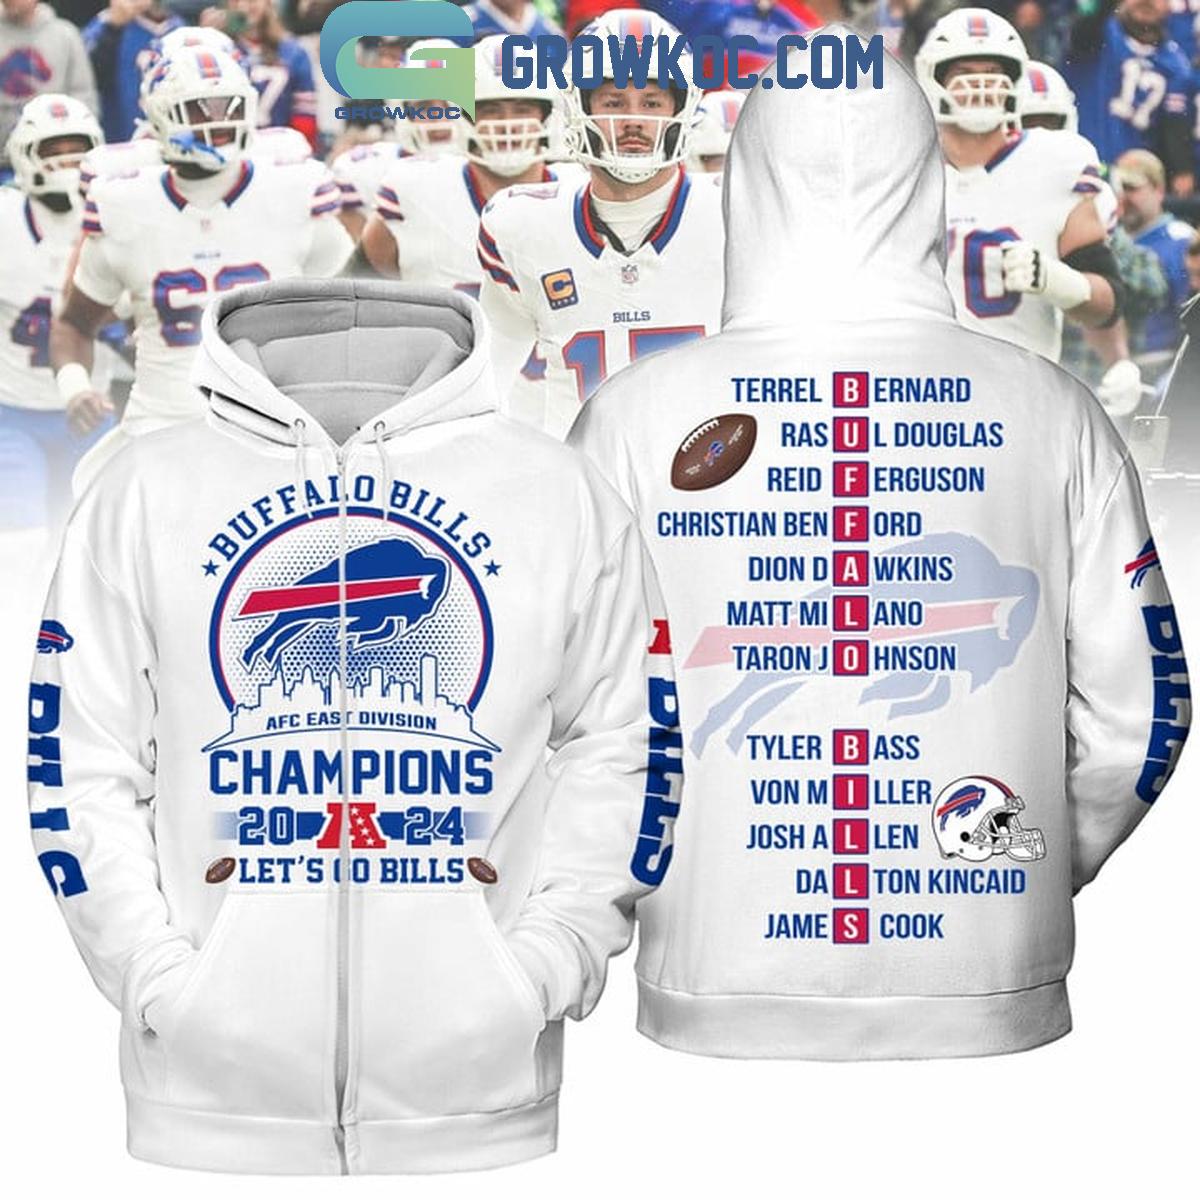 GROWKOC
GROWKOC.COM
17
C
BILLS
BUFFALO BILLS
AFC EAST DIVISION
CHAMPIONS
20 A 24
LET'S GO BILLS
BILLS
BILLS
TERREL BERNARD
RASUL DOUGLAS
REID FERGUSON
CHRISTIAN BENFORD
DION DAWKINS
MATT MILANO
TARON JOHNSON
TYLER BASS
VON MILLER
JOSH ALLEN
DALTON KINCAID
JAMES COOK
BILLS